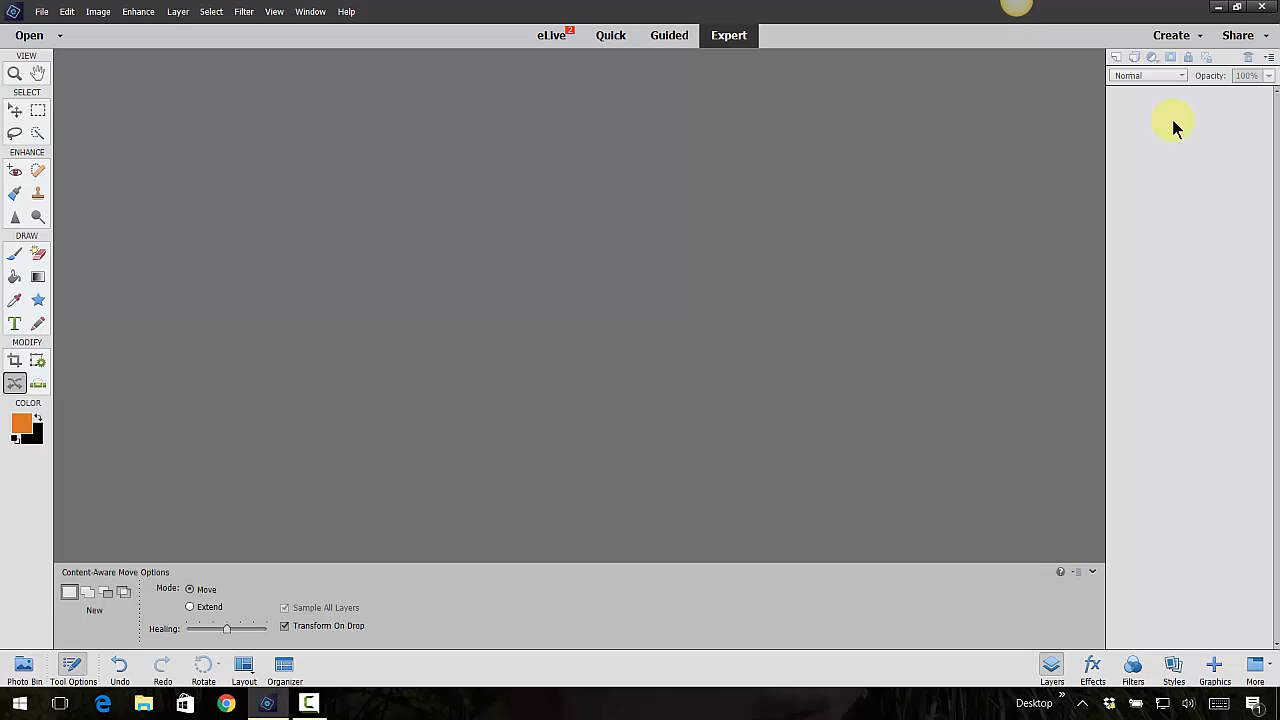 File Edit Image Enhance Layer Select Filter View Window Help
Open eLive 2 Quick Guided Expert Create Share
VIEW
Normal Opacity: 100%
SELECT
ENHANCE
DRAW
T
MODIFY
COLOR
Content-Aware Move Options
Mode: Move
New
Extend Sample All Layers
Healing: Transform On Drop
Photo Bin Tool Options Undo Redo Rotate Layout Organizer Layers Effects Filters Styles Graphics More
Desktop